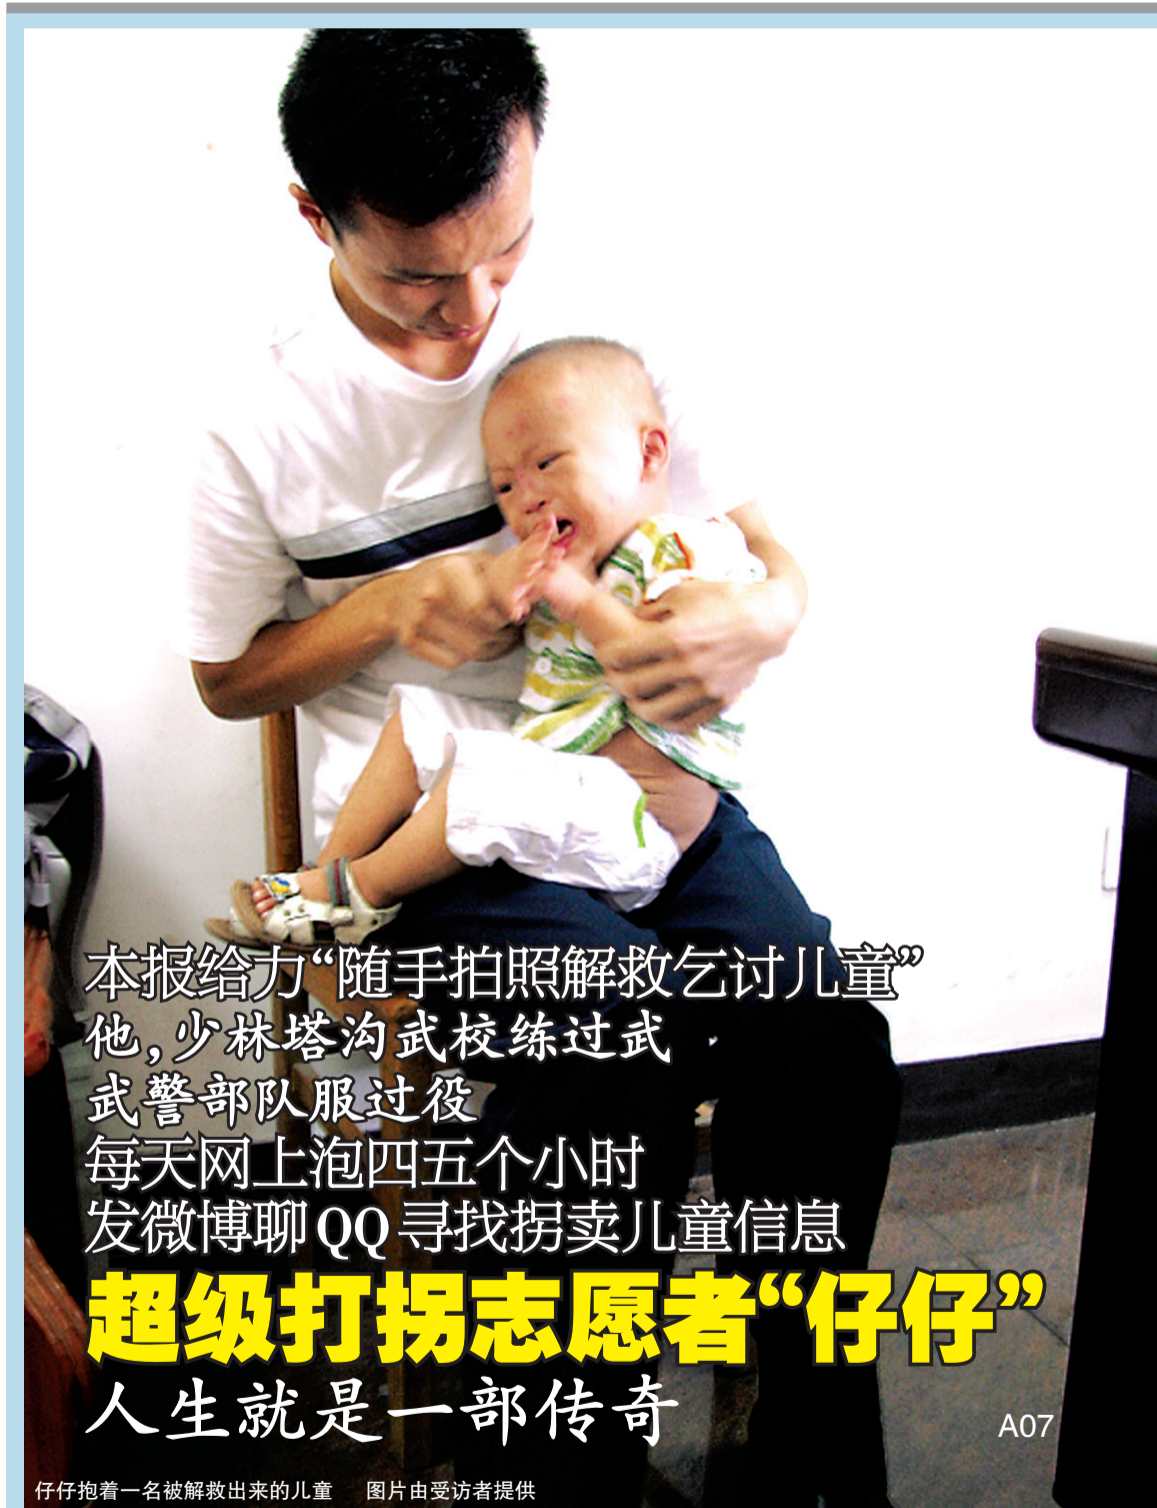 本报给力“随手拍照解救乞讨儿童”
他,少林塔沟武校练过武
武警部队服过役
每天网上泡四五个小时
发微博聊QQ寻找拐卖儿童信息
超级打拐志愿者“仔仔”
人生就是一部传奇
A07
仔仔抱着一名被解救出来的儿童 图片由受访者提供